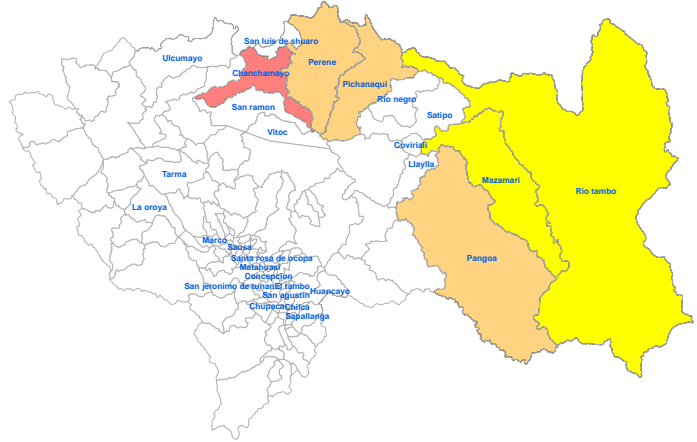 San luis de shuaro
Ulcumayo
Perene
Chanchamayo
Pichanaqui
Rio negro
San ramon
Satipo
Vitoc
Coviriali
Llaylla
Tarma
Mazamari
Rio tambo
La oroya
Marco
Sausa
Santa rosa de ocopa
Pangoa
Matahuasi
Concepcion
San jeronimo de tunan
El tambo
Huancayo
San agustin
Chupaca
Chilca
Sapallanga